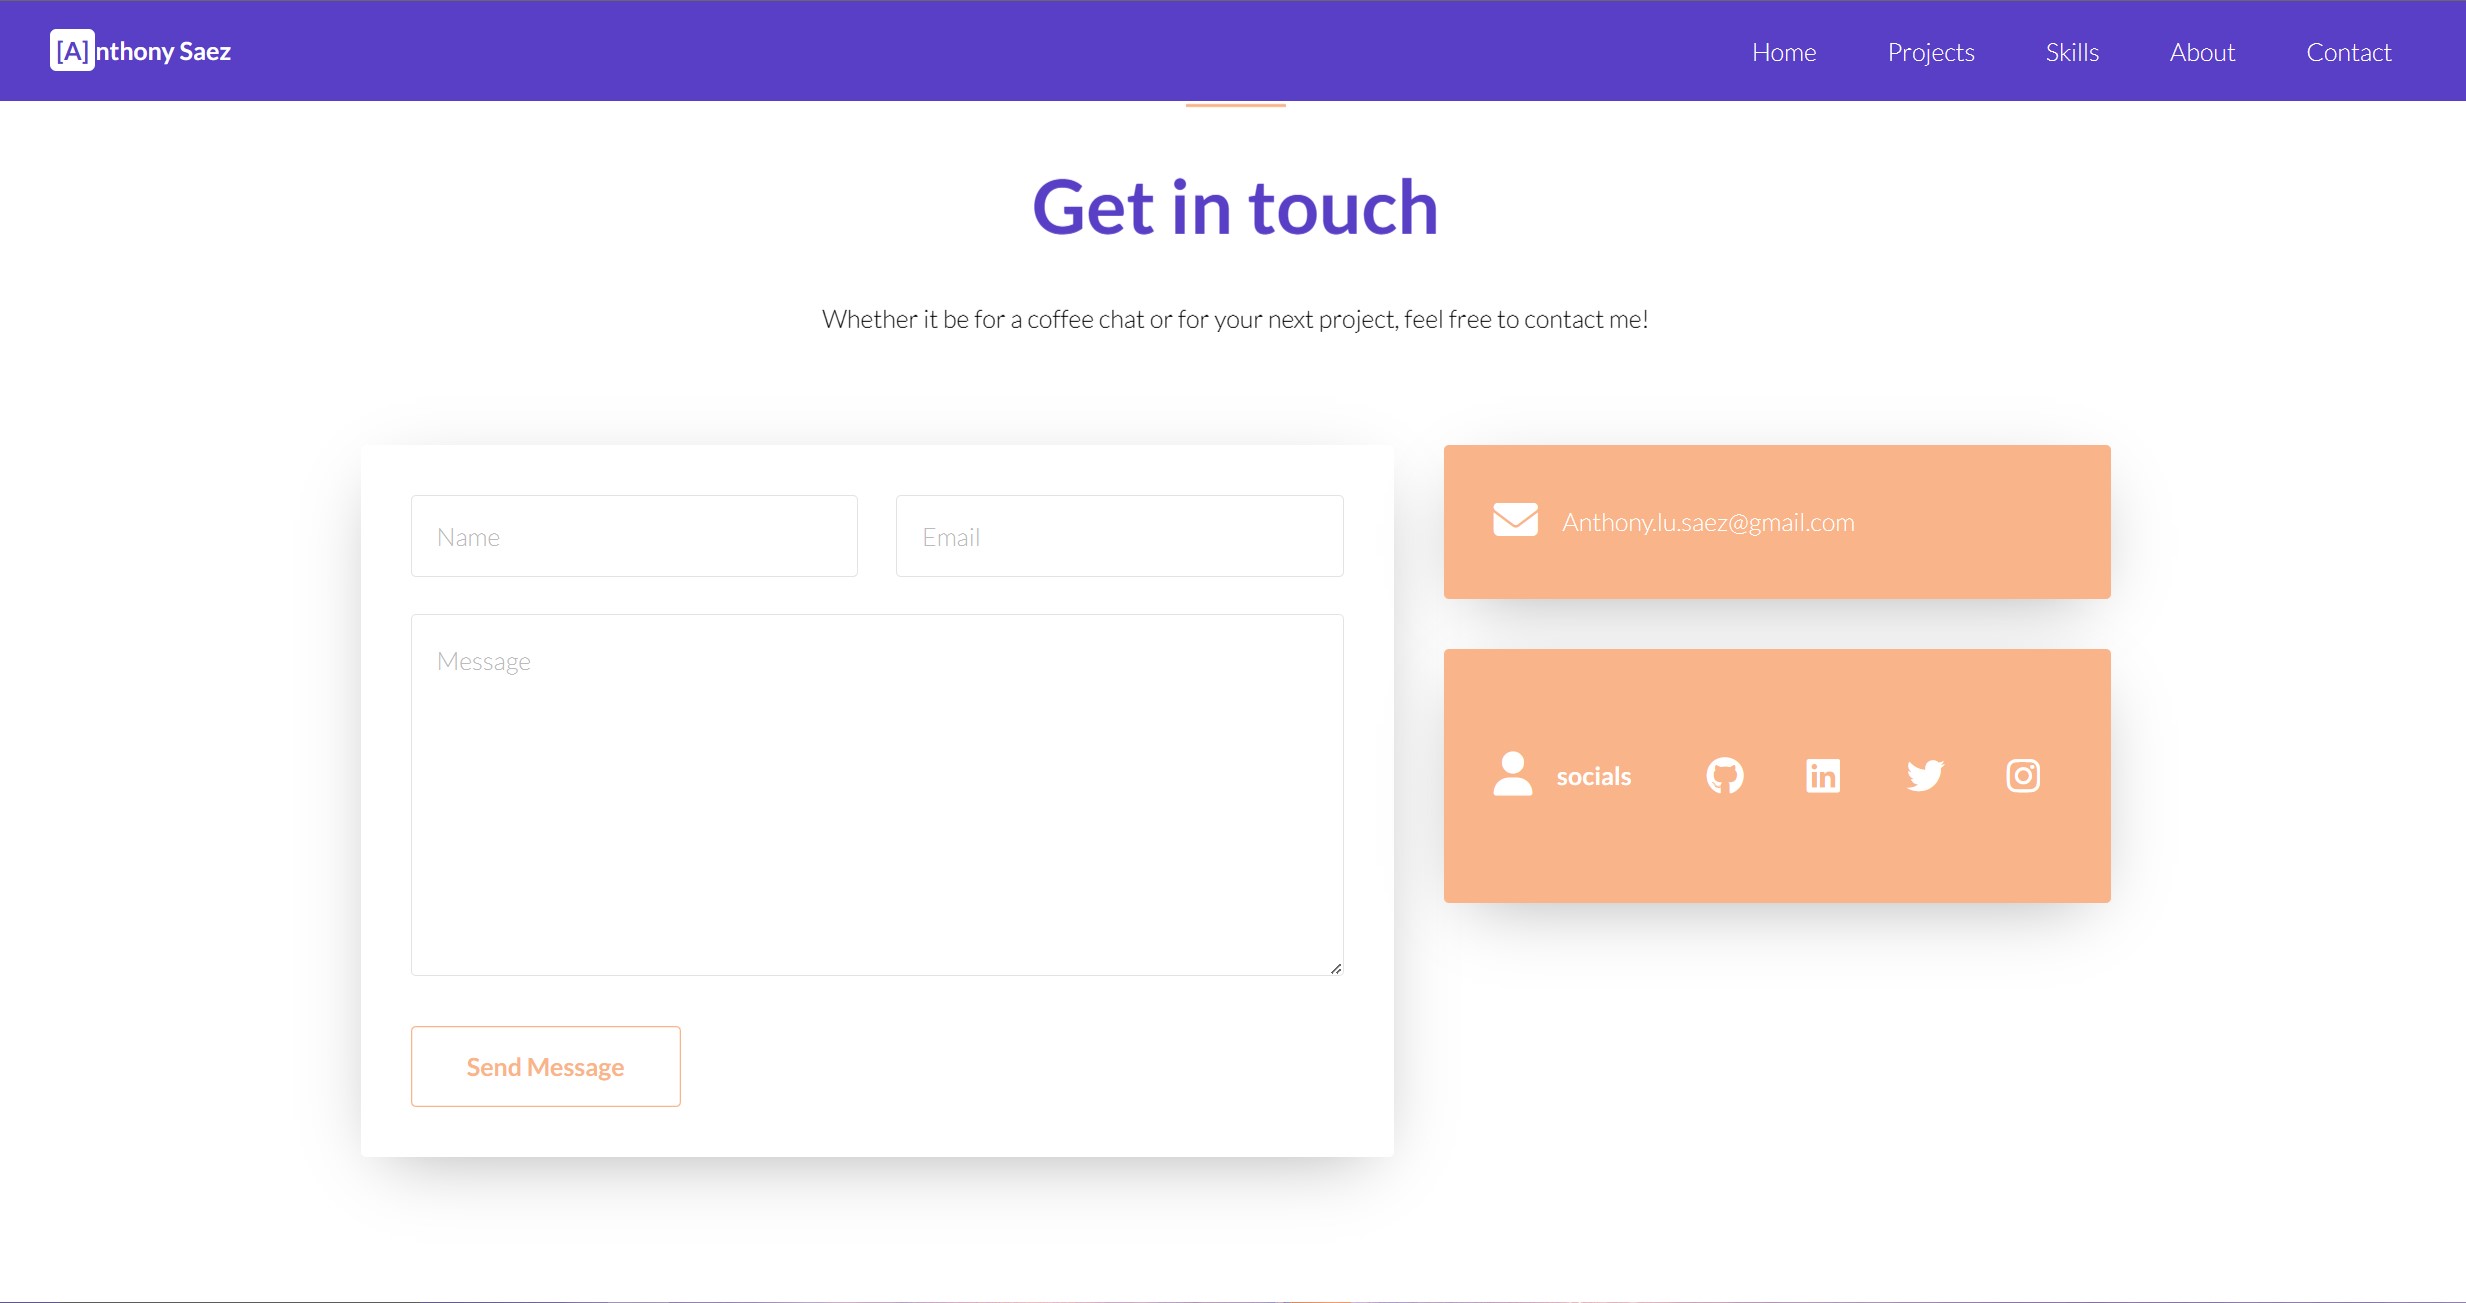 [A]nthony Saez
Home Projects Skills About Contact
Get in touch
Whether it be for a coffee chat or for your next project, feel free to contact me!
Name
Email
Message
Send Message
Anthony.lu.saez@gmail.com
socials